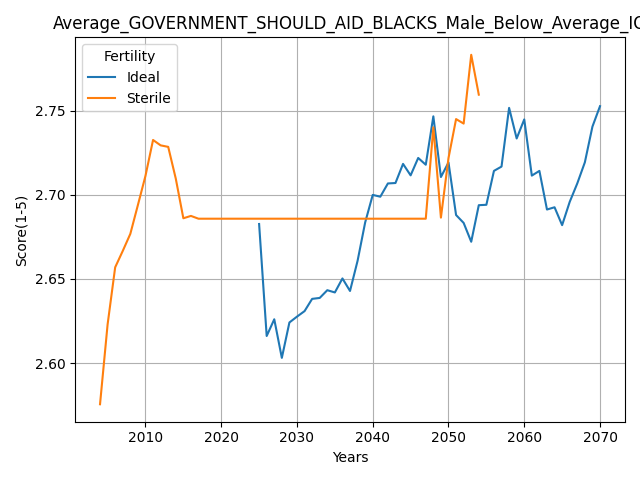 Average_GOVERNMENT_SHOULD_AID_BLACKS_Male_Below_Average_IQ
Fertility
Ideal
Sterile
Score(1-5)
2.75
2.70
2.65
2.60
2010 2020 2030 2040 2050 2060 2070
Years